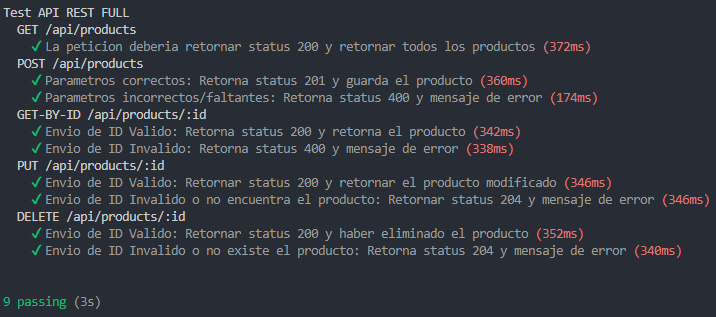 Test API REST FULL
GET /api/products
✓ La peticion deberia retornar status 200 y retornar todos los productos (372ms)
POST /api/products
✓ Parametros correctos: Retorna status 201 y guarda el producto (360ms)
✓ Parametros incorrectos/faltantes: Retorna status 400 y mensaje de error (174ms)
GET-BY-ID /api/products/:id
✓ Envio de ID Valido: Retorna status 200 y retorna el producto (342ms)
✓ Envio de ID Invalido: Retorna status 400 y mensaje de error (338ms)
PUT /api/products/:id
✓ Envio de ID Valido: Retornar status 200 y retornar el producto modificado (346ms)
✓ Envio de ID Invalido o no encuentra el producto: Retornar status 204 y mensaje de error (346ms)
DELETE /api/products/:id
✓ Envio de ID Valido: Retornar status 200 y haber eliminado el producto (352ms)
✓ Envio de ID Invalido o no existe el producto: Retorna status 204 y mensaje de error (340ms)
9 passing (3s)